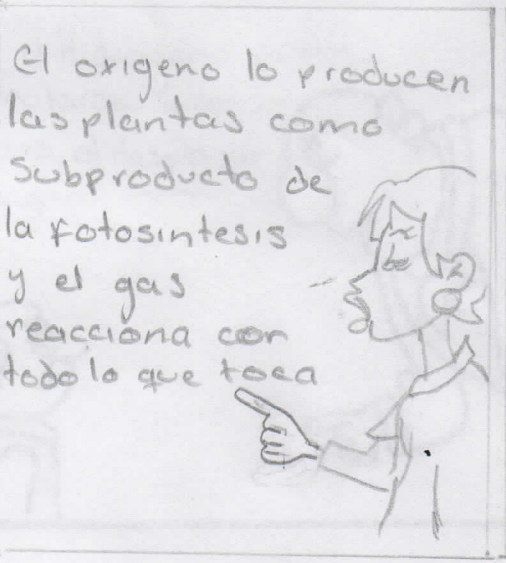 El oxigeno lo producen
las plantas como
Subproducto de
la fotosintesis
y el gas
reacciona con
todo lo que toca